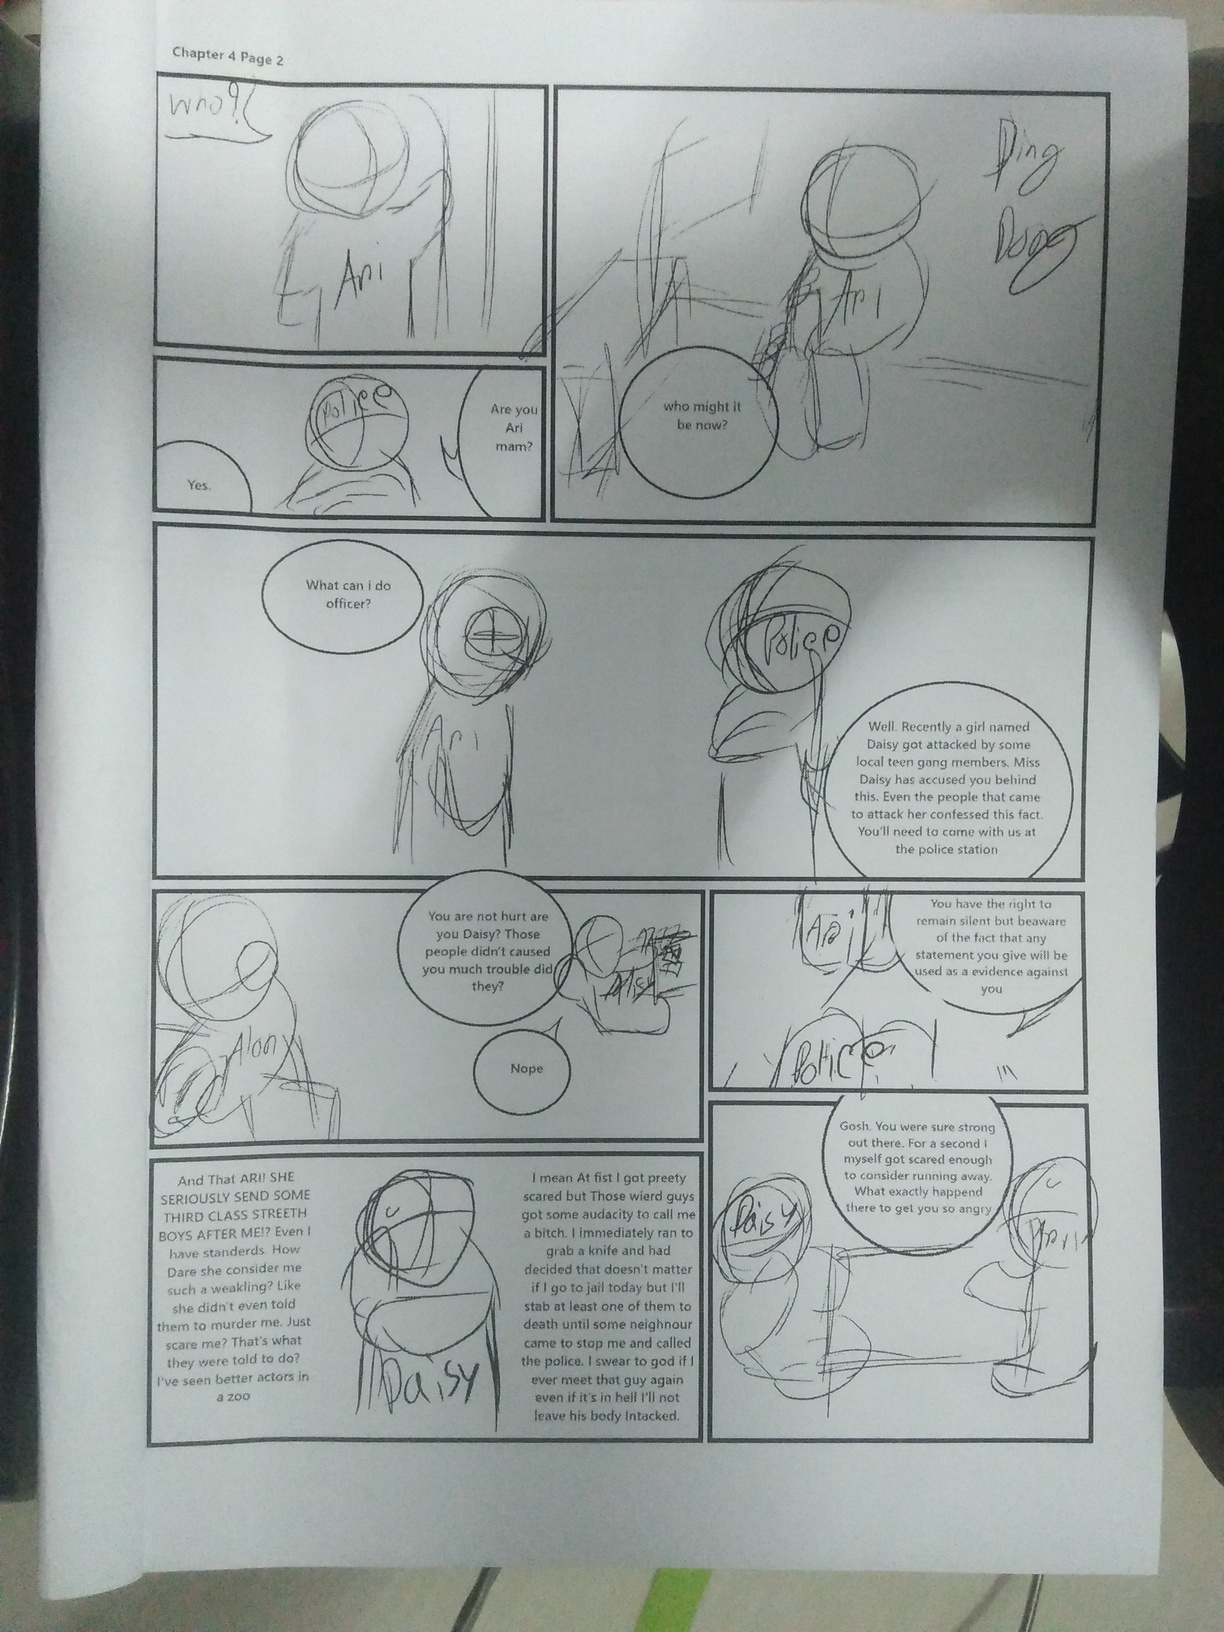 Chapter 4 Page 2
Ding
Dong
Ari
who might it
be now?
who?
Ari
Are you
Ari
mam?
Police
Yes.
What can i do
officer?
Ari
Police
Well. Recently a girl named
Daisy got attacked by some
local teen gang members. Miss
Daisy has accused you behind
this. Even the people that came
to attack her confessed this fact.
You'll need to come with us at
the police station
You have the right to
remain silent but beaware
of the fact that any
statement you give will be
used as a evidence against
you
Ari
Police
You are not hurt are
you Daisy? Those
people didn't caused
you much trouble did
they?
Alan
Nope
Gosh. You were sure strong
out there. For a second I
myself got scared enough
to consider running away.
What exactly happend
there to get you so angry
Daisy
I mean At fist I got preety
scared but Those wierd guys
got some audacity to call me
a bitch. I immediately ran to
grab a knife and had
decided that doesn't matter
if I go to jail today but I'll
stab at least one of them to
death until some neighnour
came to stop me and called
the police. I swear to god if I
ever meet that guy again
even if it's in hell I'll not
leave his body Intacked.
Daisy
And That ARI! SHE
SERIOUSLY SEND SOME
THIRD CLASS STREETH
BOYS AFTER ME!? Even I
have standerds. How
Dare she consider me
such a weakling? Like
she didn't even told
them to murder me. Just
scare me? That's what
they were told to do?
I've seen better actors in
a zoo